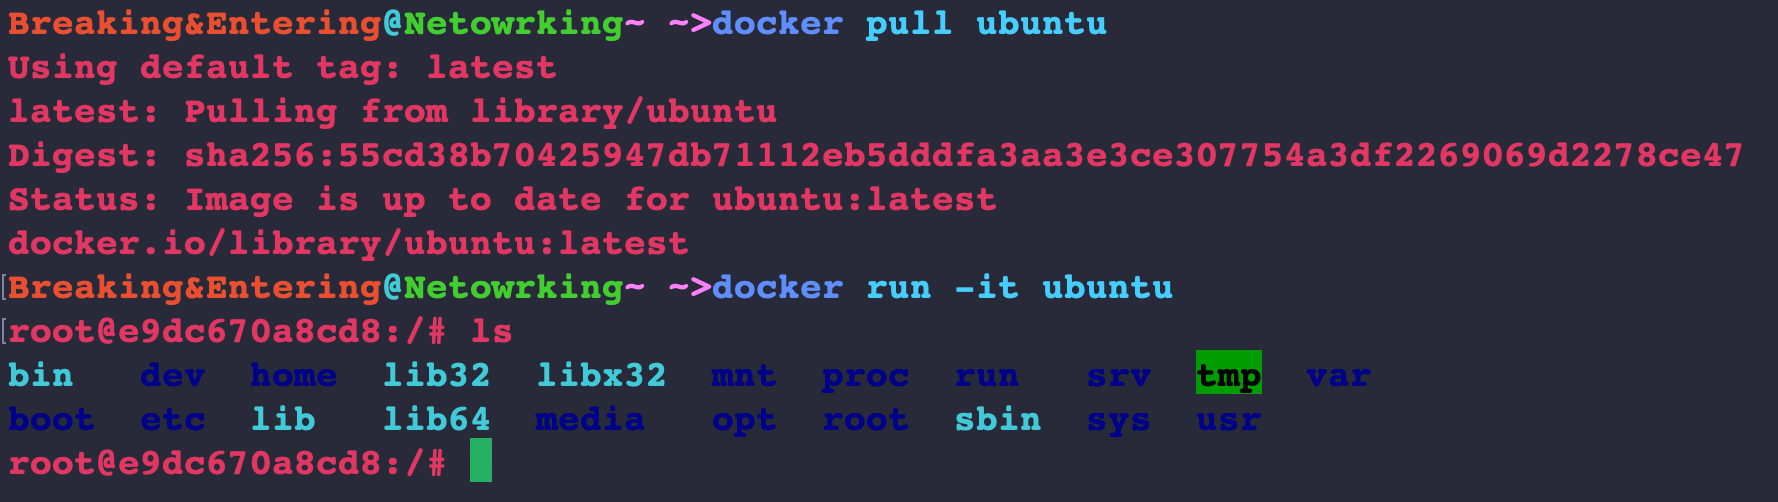 Breaking&Entering@Netowrking~ ~>docker pull ubuntu
Using default tag: latest
latest: Pulling from library/ubuntu
Digest: sha256:55cd38b70425947db71112eb5dddfa3aa3e3ce307754a3df2269069d2278ce47
Status: Image is up to date for ubuntu:latest
docker.io/library/ubuntu:latest
[Breaking&Entering@Netowrking~ ~>docker run -it ubuntu
[root@e9dc670a8cd8:/# ls
bin dev home lib32 libx32 mnt proc run srv tmp var
boot etc lib lib64 media opt root sbin sys usr
root@e9dc670a8cd8:/#